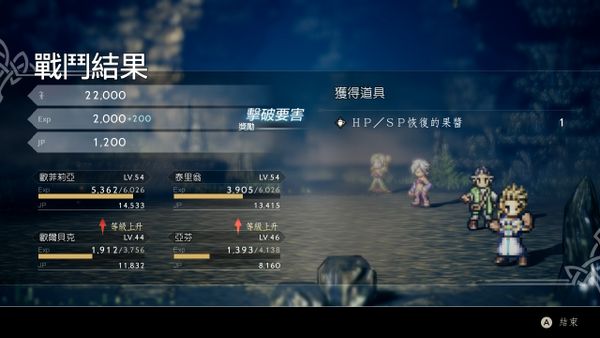 戰鬥結果
22,000
Exp 2,000+200
擊破要害
獎勵
JP 1,200
獲得道具
HP/SP恢復的果醬 1
歐菲莉亞 LV.54
Exp 5,362/6,026
JP 14,533
泰里翁 LV.54
Exp 3,905/6,026
JP 13,415
等級上升
歐爾貝克 LV.44
Exp 1,912/3,756
JP 11,832
等級上升
亞芬 LV.46
Exp 1,393/4,138
JP 8,160
A 結束